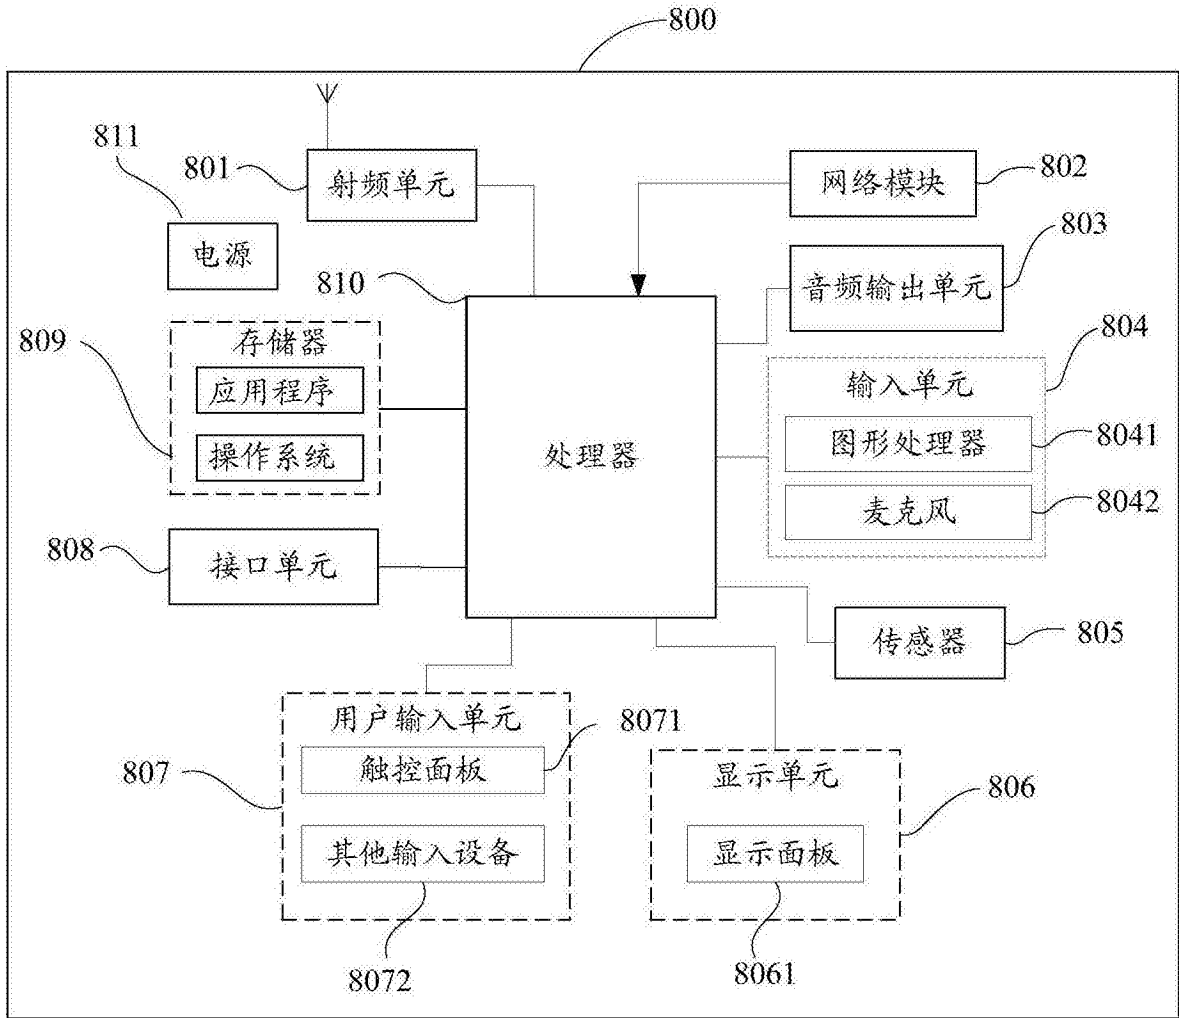 800
811
801
射频单元
网络模块
802
电源
803
音频输出单元
810
809
存储器
应用程序
操作系统
804
输入单元
图形处理器
8041
麦克风
8042
处理器
808
接口单元
传感器
805
用户输入单元
8071
触控面板
807
其他输入设备
8072
显示单元
806
显示面板
8061